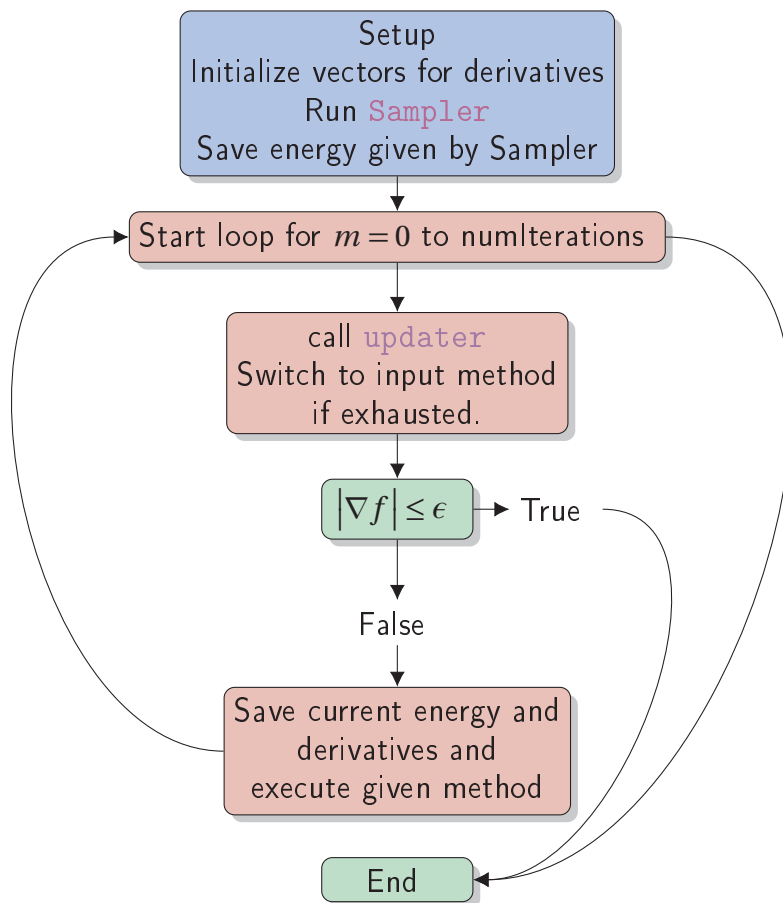 Setup
Initialize vectors for derivatives
Run Sampler
Save energy given by Sampler
Start loop for m = 0 to numIterations
call updater
Switch to input method
if exhausted.
|∇f| ≤ ϵ
True
False
Save current energy and
derivatives and
execute given method
End